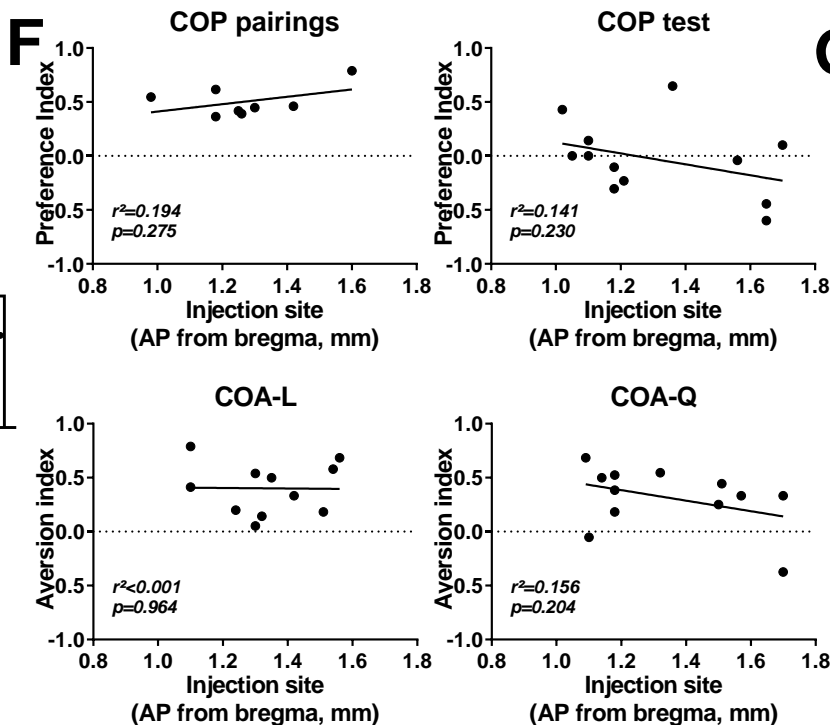 F
COP pairings
1.0
0.5
0.0
-0.5
-1.0
Preference Index
r²=0.194
p=0.275
0.8 1.0 1.2 1.4 1.6 1.8
Injection site
(AP from bregma, mm)
COP test
1.0
0.5
0.0
-0.5
-1.0
Preference Index
r²=0.141
p=0.230
0.8 1.0 1.2 1.4 1.6 1.8
Injection site
(AP from bregma, mm)
COA-L
1.0
0.5
0.0
-0.5
-1.0
Aversion index
r²<0.001
p=0.964
0.8 1.0 1.2 1.4 1.6 1.8
Injection site
(AP from bregma, mm)
COA-Q
1.0
0.5
0.0
-0.5
-1.0
Aversion index
r²=0.156
p=0.204
0.8 1.0 1.2 1.4 1.6 1.8
Injection site
(AP from bregma, mm)